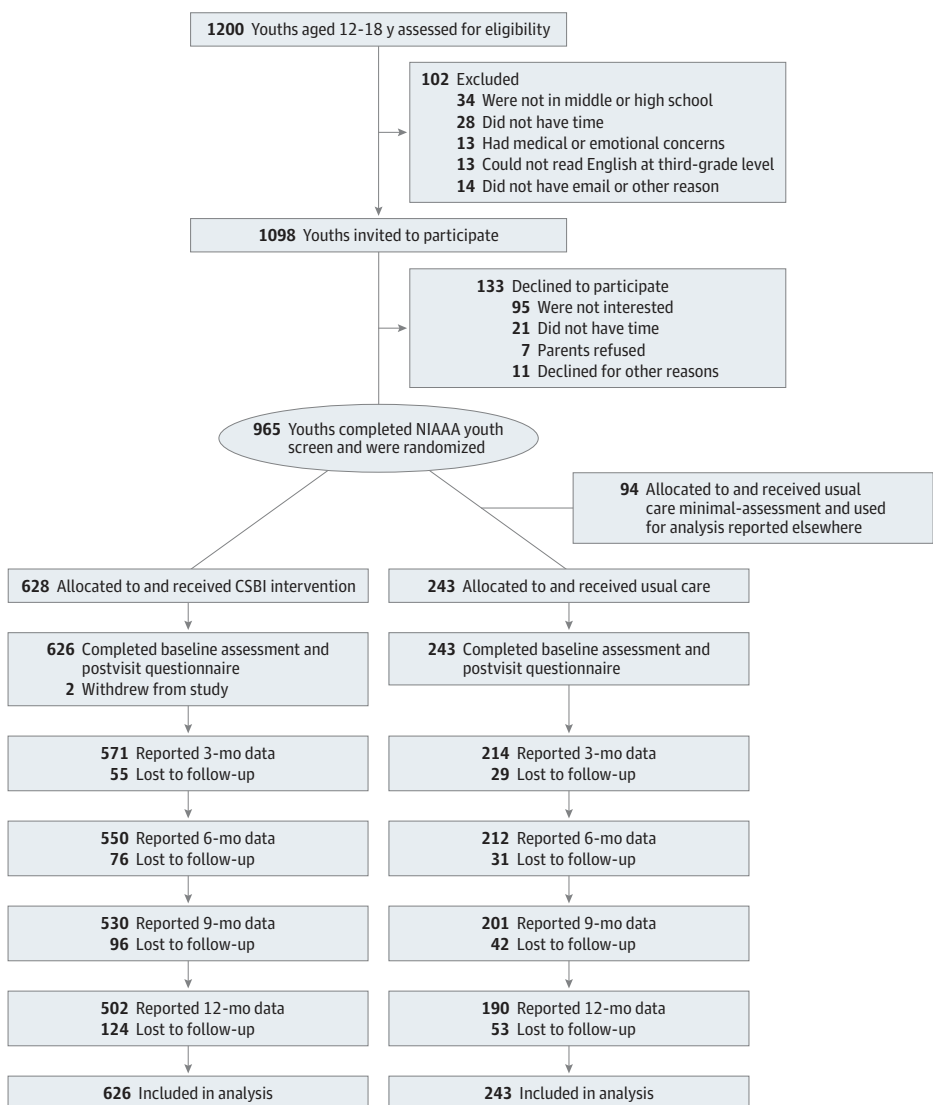 1200 Youths aged 12-18 y assessed for eligibility
102 Excluded
34 Were not in middle or high school
28 Did not have time
13 Had medical or emotional concerns
13 Could not read English at third-grade level
14 Did not have email or other reason
1098 Youths invited to participate
133 Declined to participate
95 Were not interested
21 Did not have time
7 Parents refused
11 Declined for other reasons
965 Youths completed NIAAA youth
screen and were randomized
94 Allocated to and received usual
care minimal-assessment and used
for analysis reported elsewhere
628 Allocated to and received CSBI intervention
626 Completed baseline assessment and
postvisit questionnaire
2 Withdrew from study
571 Reported 3-mo data
55 Lost to follow-up
550 Reported 6-mo data
76 Lost to follow-up
530 Reported 9-mo data
96 Lost to follow-up
502 Reported 12-mo data
124 Lost to follow-up
626 Included in analysis
243 Allocated to and received usual care
243 Completed baseline assessment and
postvisit questionnaire
214 Reported 3-mo data
29 Lost to follow-up
212 Reported 6-mo data
31 Lost to follow-up
201 Reported 9-mo data
42 Lost to follow-up
190 Reported 12-mo data
53 Lost to follow-up
243 Included in analysis